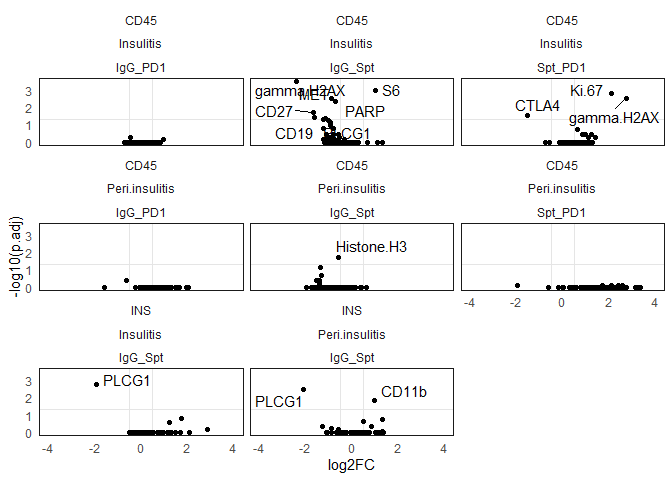 CD45 CD45 CD45
Insulitis Insulitis Insulitis
IgG_PD1 IgG_Spt Spt_PD1
3 gamma.H2AX S6 Ki.67
2 MET CTLA4
CD27 PARP gamma.H2AX
1 CD19 CG1
0
CD45 CD45 CD45
Peri.insulitis Peri.insulitis Peri.insulitis
IgG_PD1 IgG_Spt Spt_PD1
-log10(p.adj)
3 Histone.H3
2
1
0
-4 -2 0 2 4
INS INS
Insulitis Peri.insulitis
IgG_Spt IgG_Spt
3 PLCG1 CD11b
2 PLCG1
1
0
-4 -2 0 2 4 -4 -2 0 2 4
log2FC